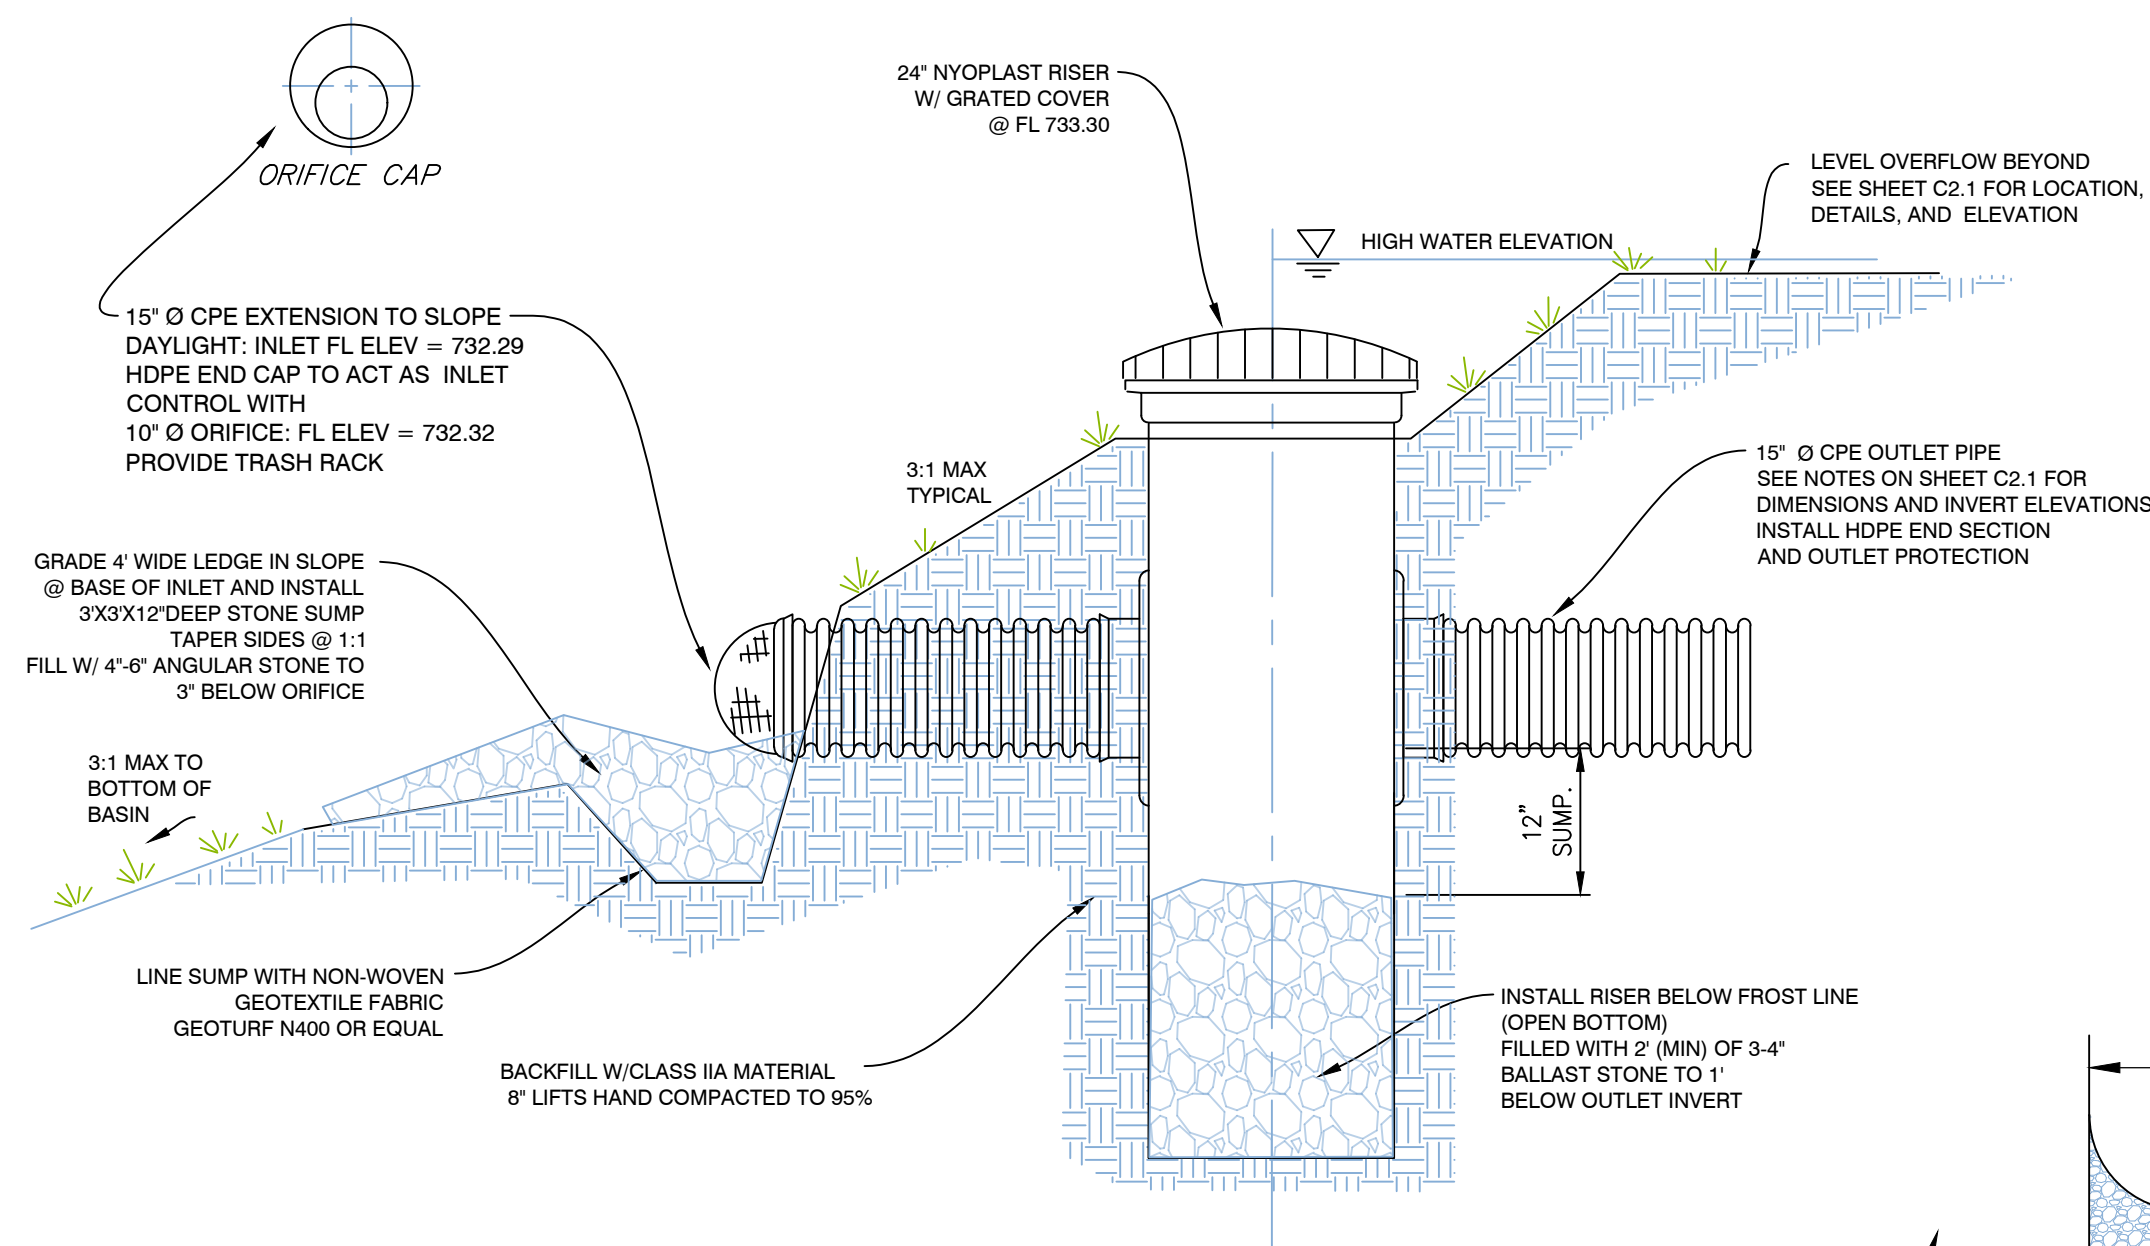 ORIFICE CAP
24" NYOPLAST RISER
W/ GRATED COVER
@ FL 733.30
LEVEL OVERFLOW BEYOND
SEE SHEET C2.1 FOR LOCATION,
DETAILS, AND ELEVATION
HIGH WATER ELEVATION
15" Ø CPE EXTENSION TO SLOPE
DAYLIGHT: INLET FL ELEV = 732.29
HDPE END CAP TO ACT AS INLET
CONTROL WITH
10" Ø ORIFICE: FL ELEV = 732.32
PROVIDE TRASH RACK
3:1 MAX
TYPICAL
15" Ø CPE OUTLET PIPE
SEE NOTES ON SHEET C2.1 FOR
DIMENSIONS AND INVERT ELEVATIONS
INSTALL HDPE END SECTION
AND OUTLET PROTECTION
GRADE 4' WIDE LEDGE IN SLOPE
@ BASE OF INLET AND INSTALL
3'X3'X12"DEEP STONE SUMP
TAPER SIDES @ 1:1
FILL W/ 4"-6" ANGULAR STONE TO
3" BELOW ORIFICE
3:1 MAX TO
BOTTOM OF
BASIN
12"
SUMP.
LINE SUMP WITH NON-WOVEN
GEOTEXTILE FABRIC
GEOTURF N400 OR EQUAL
BACKFILL W/CLASS IIA MATERIAL
8" LIFTS HAND COMPACTED TO 95%
INSTALL RISER BELOW FROST LINE
(OPEN BOTTOM)
FILLED WITH 2' (MIN) OF 3-4"
BALLAST STONE TO 1'
BELOW OUTLET INVERT